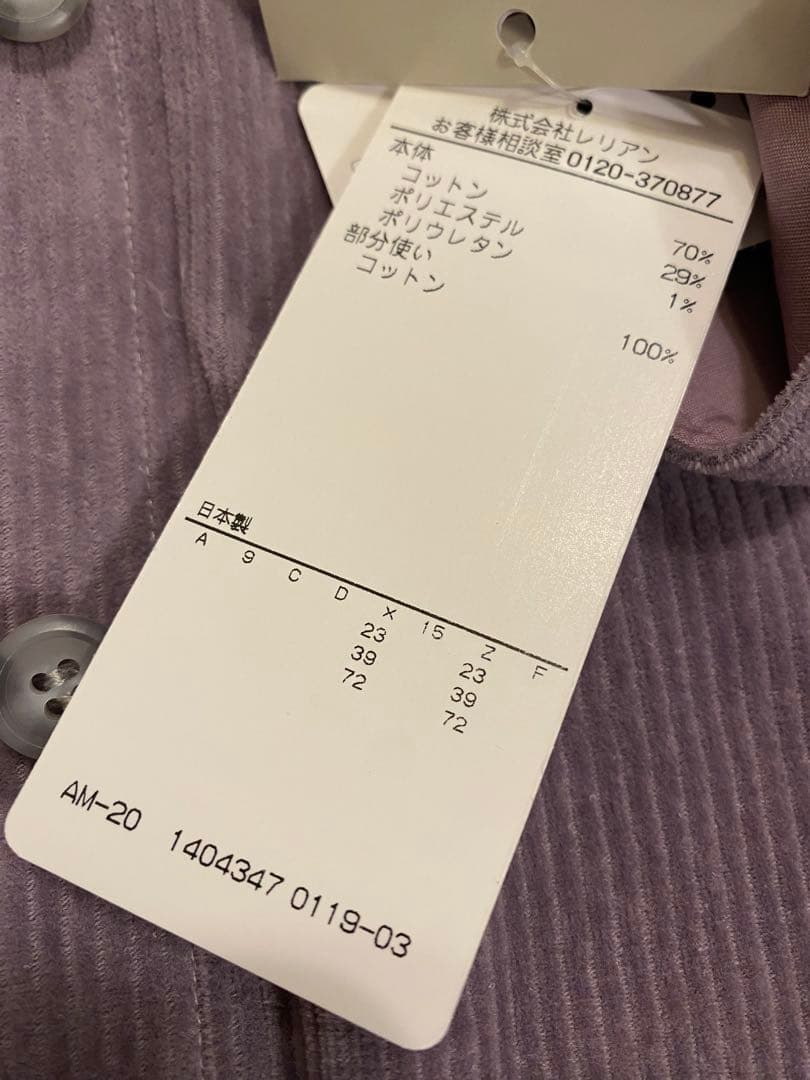 株式会社レリアン
お客様相談室0120-370877
本体
コットン 70%
ポリエステル 29%
ポリウレタン 1%
部分使い
コットン 100%
日本製
A 9 C D X 15 Z F
23 23
39 39
72 72
AM-20 1404347 0119-03